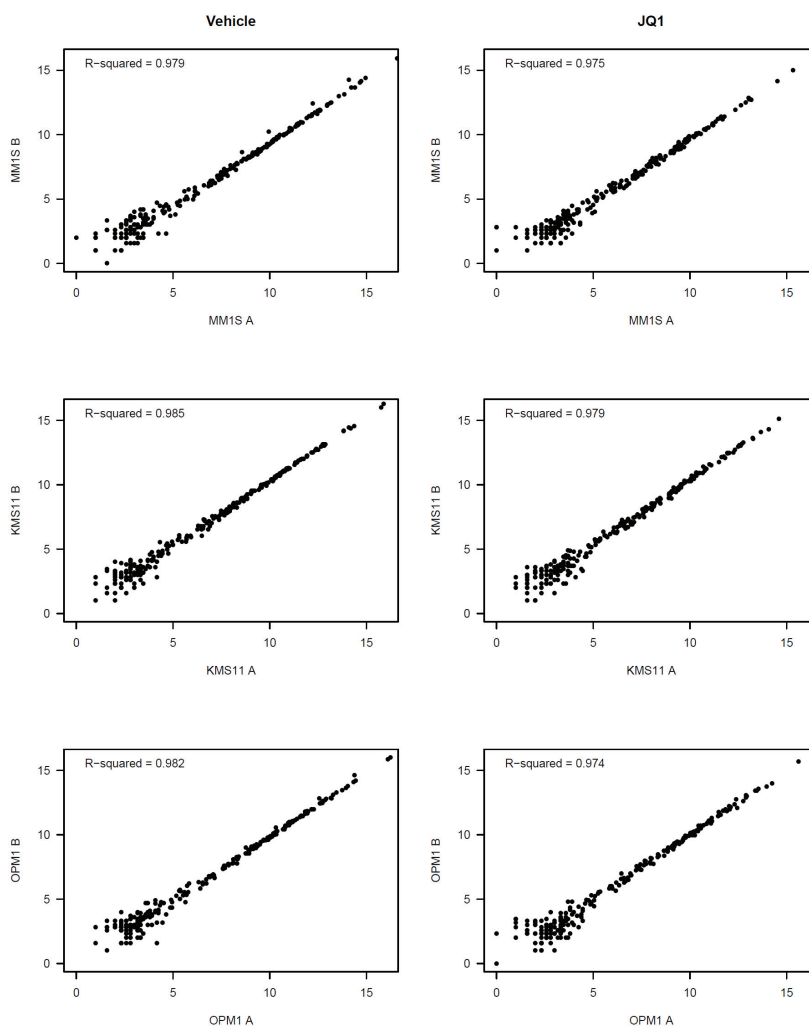 Vehicle JQ1
R−squared = 0.979 R−squared = 0.975
15 15
10 10
MM1S B MM1S B
5 5
0 0
0 5 10 15 0 5 10 15
MM1S A MM1S A
R−squared = 0.985 R−squared = 0.979
15 15
10 10
KMS11 B KMS11 B
5 5
0 0
0 5 10 15 0 5 10 15
KMS11 A KMS11 A
R−squared = 0.982 R−squared = 0.974
15 15
10 10
OPM1 B OPM1 B
5 5
0 0
0 5 10 15 0 5 10 15
OPM1 A OPM1 A